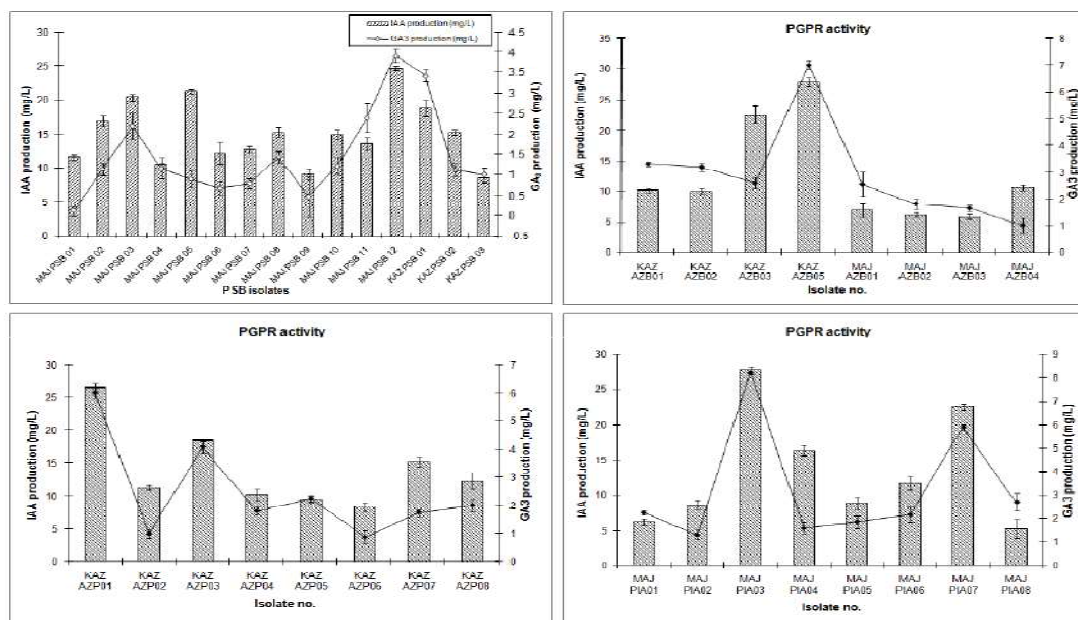 IAA production (mg/L)
GA3 production (mg/L)
IAA production (mg/L)
30
25
20
15
10
5
0
4.5
4
3.5
3
2.5
2
1.5
1
0.5
0
0.5
GA₃ production (mg/L)
MAJ PSB 01
MAJ PSB 02
MAJ PSB 03
MAJ PSB 04
MAJ PSB 05
MAJ PSB 06
MAJ PSB 07
MAJ PSB 08
MAJ PSB 09
MAJ PSB 10
MAJ PSB 11
MAJ PSB 12
KAZ PSB 01
KAZ PSB 02
KAZ PSB 03
PSB isolates
PGPR activity
IAA production (mg/L)
35
30
25
20
15
10
5
0
8
7
6
5
4
3
2
1
0
GA3 production (mg/L)
KAZ KAZ KAZ KAZ MAJ MAJ MAJ MAJ
AZB01 AZB02 AZB03 AZB05 AZB01 AZB02 AZB03 AZB04
Isolate no.
PGPR activity
IAA production (mg/L)
30
25
20
15
10
5
0
7
6
5
4
3
2
1
0
GA3 production (mg/L)
KAZ KAZ KAZ KAZ KAZ KAZ KAZ KAZ
AZP01 AZP02 AZP03 AZP04 AZP05 AZP06 AZP07 AZP08
Isolate no.
PGPR activity
IAA production (mg/L)
30
25
20
15
10
5
0
9
8
7
6
5
4
3
2
1
0
GA3 production (mg/L)
MAJ MAJ MAJ MAJ MAJ MAJ MAJ MAJ
PIA01 PIA02 PIA03 PIA04 PIA05 PIA06 PIA07 PIA08
Isolate no.